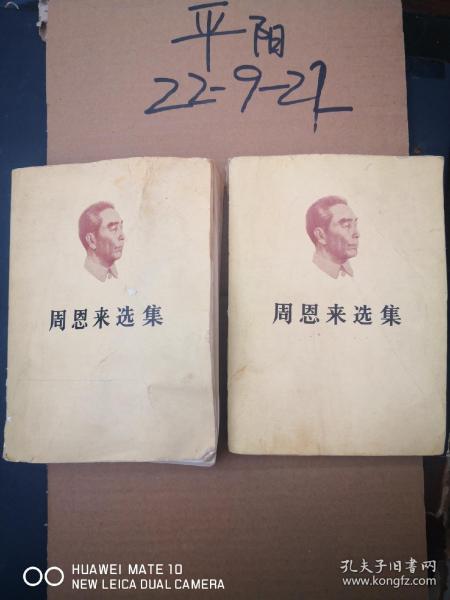 平阳
22-9-21
周恩来选集
周恩来选集
HUAWEI MATE 10
NEW LEICA DUAL CAMERA
孔夫子旧书网
www.kongfz.com